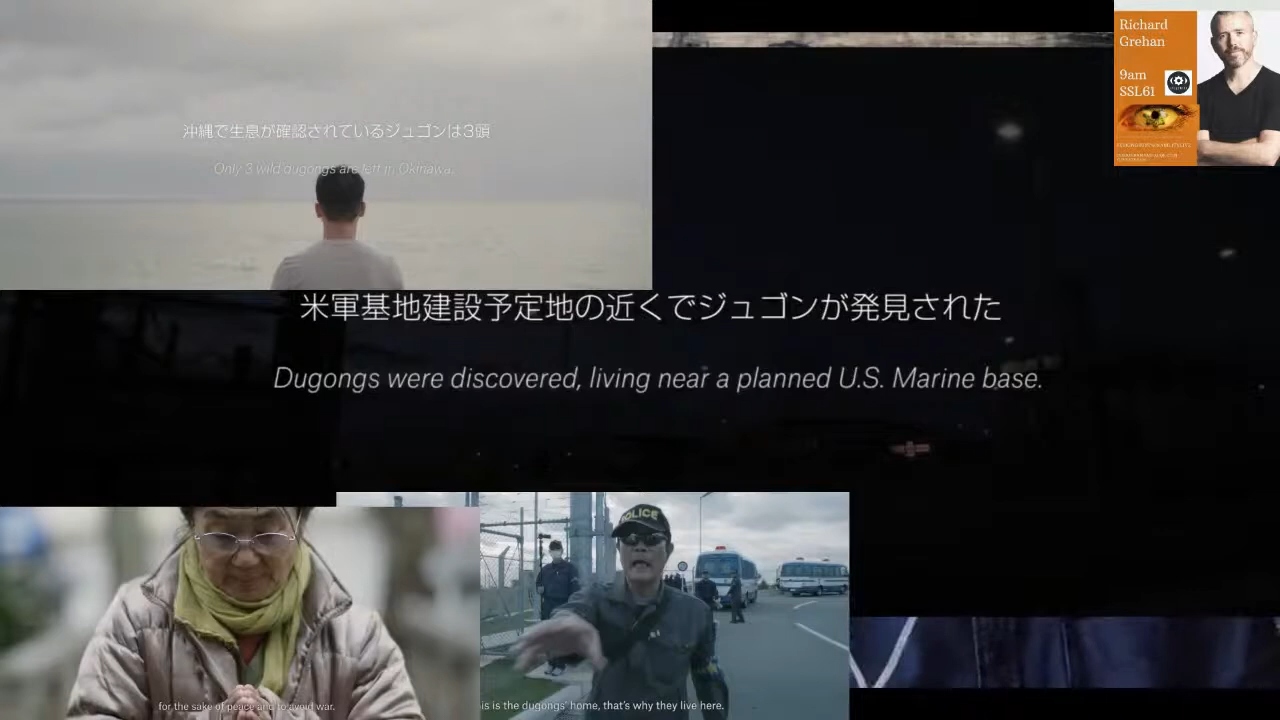 Richard
Grehan
9am
SSL61
沖縄で生息が確認されているジュゴンは3頭
Only 3 wild dugongs are left in Okinawa.
米軍基地建設予定地の近くでジュゴンが発見された
Dugongs were discovered, living near a planned U.S. Marine base.
POLICE
for the sake of peace and to avoid war.
is is the dugongs' home, that's why they live here.